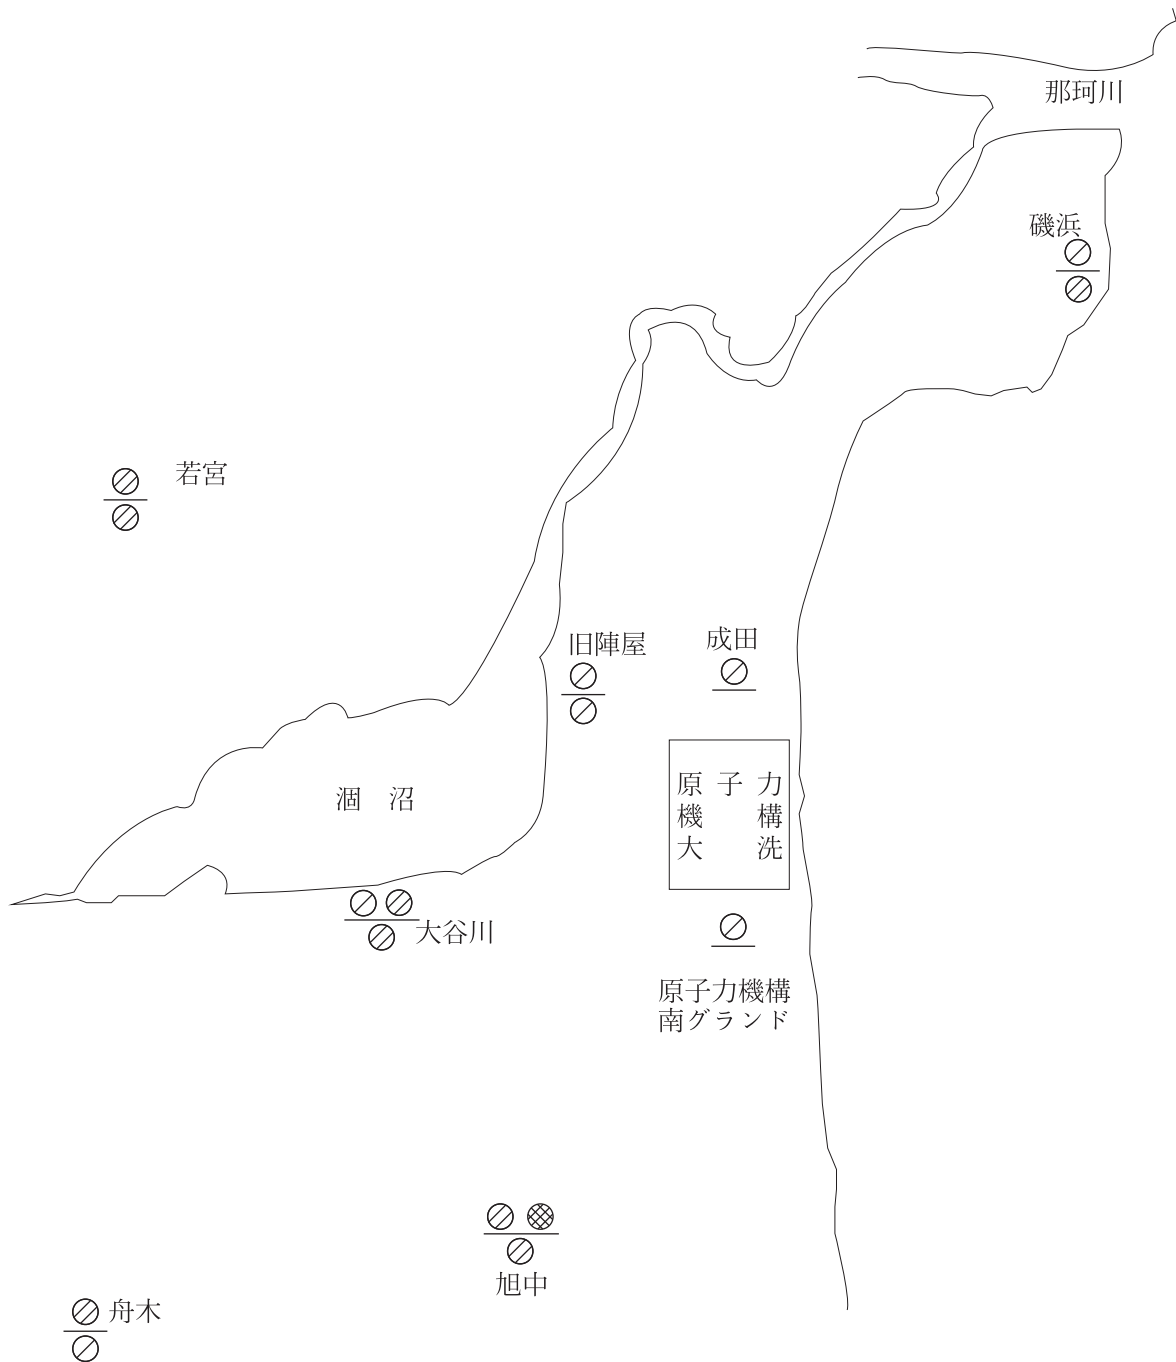 那珂川
磯浜
若宮
旧陣屋
成田
原子力
機構
大洗
涸沼
大谷川
原子力機構
南グランド
旭中
舟木